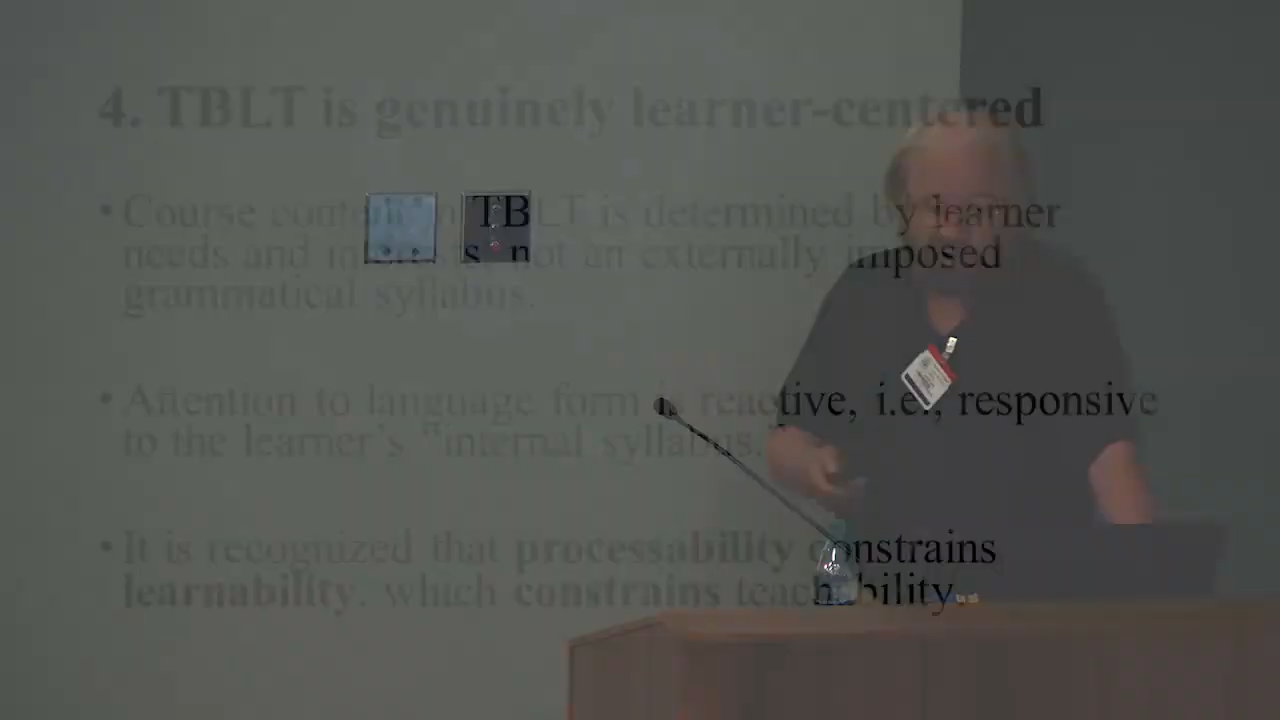 4. TBLT is genuinely learner-centered
• Course content in TBLT is determined by learner
needs and interests, not an externally imposed
grammatical syllabus.
• Attention to language form is reactive, i.e., responsive
to the learner's "internal syllabus."
• It is recognized that processability constrains
learnability, which constrains teachability.